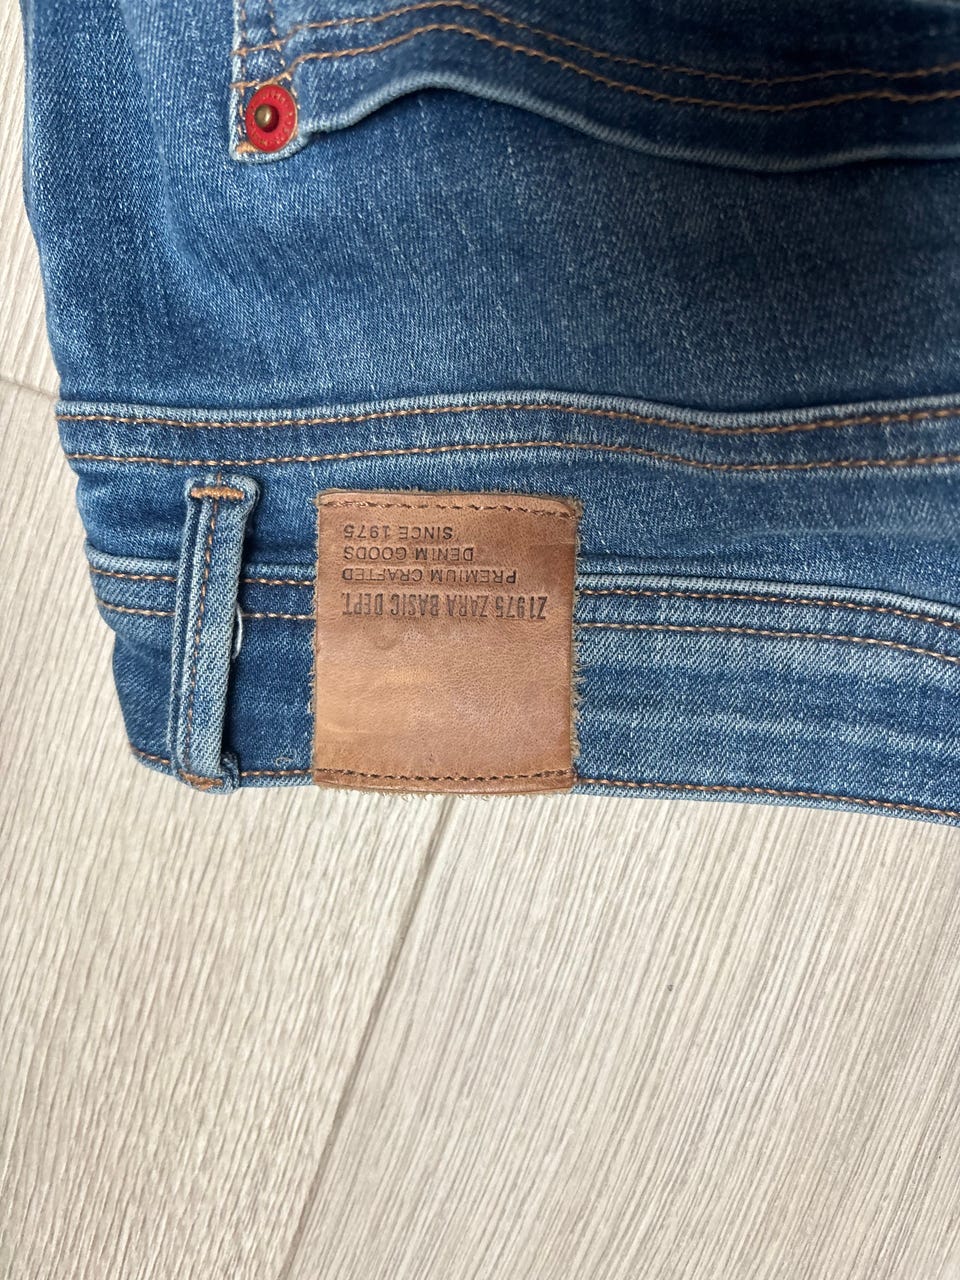 Z1975 ZARA BASIC DEPT.
PREMIUM CRAFTED
DENIM GOODS
SINCE 1975